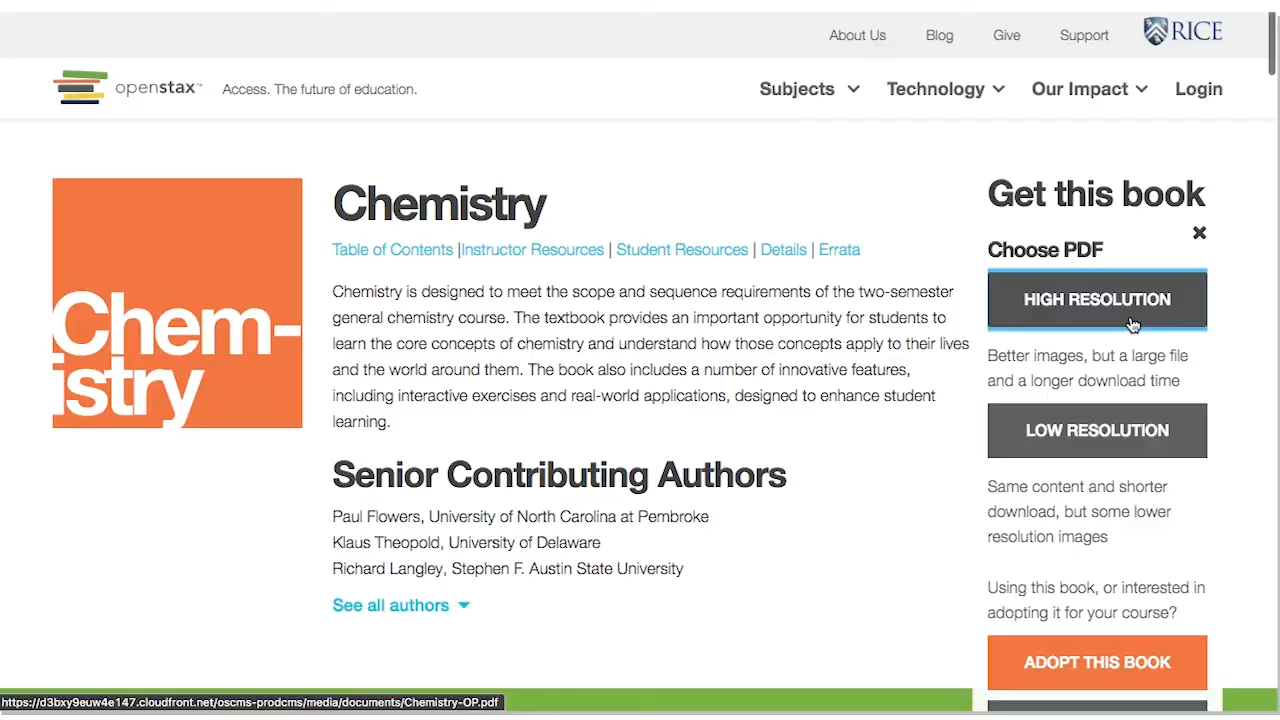 About Us Blog Give Support RICE
openstax™ Access. The future of education. Subjects Technology Our Impact Login
Chem-
istry
Chemistry
Table of Contents |Instructor Resources | Student Resources | Details | Errata
Chemistry is designed to meet the scope and sequence requirements of the two-semester
general chemistry course. The textbook provides an important opportunity for students to
learn the core concepts of chemistry and understand how those concepts apply to their lives
and the world around them. The book also includes a number of innovative features,
including interactive exercises and real-world applications, designed to enhance student
learning.
Senior Contributing Authors
Paul Flowers, University of North Carolina at Pembroke
Klaus Theopold, University of Delaware
Richard Langley, Stephen F. Austin State University
See all authors
Get this book
Choose PDF
HIGH RESOLUTION
Better images, but a large file
and a longer download time
LOW RESOLUTION
Same content and shorter
download, but some lower
resolution images
Using this book, or interested in
adopting it for your course?
ADOPT THIS BOOK
https://d3bxy9euw4e147.cloudfront.net/oscms-prodcms/media/documents/Chemistry-OP.pdf